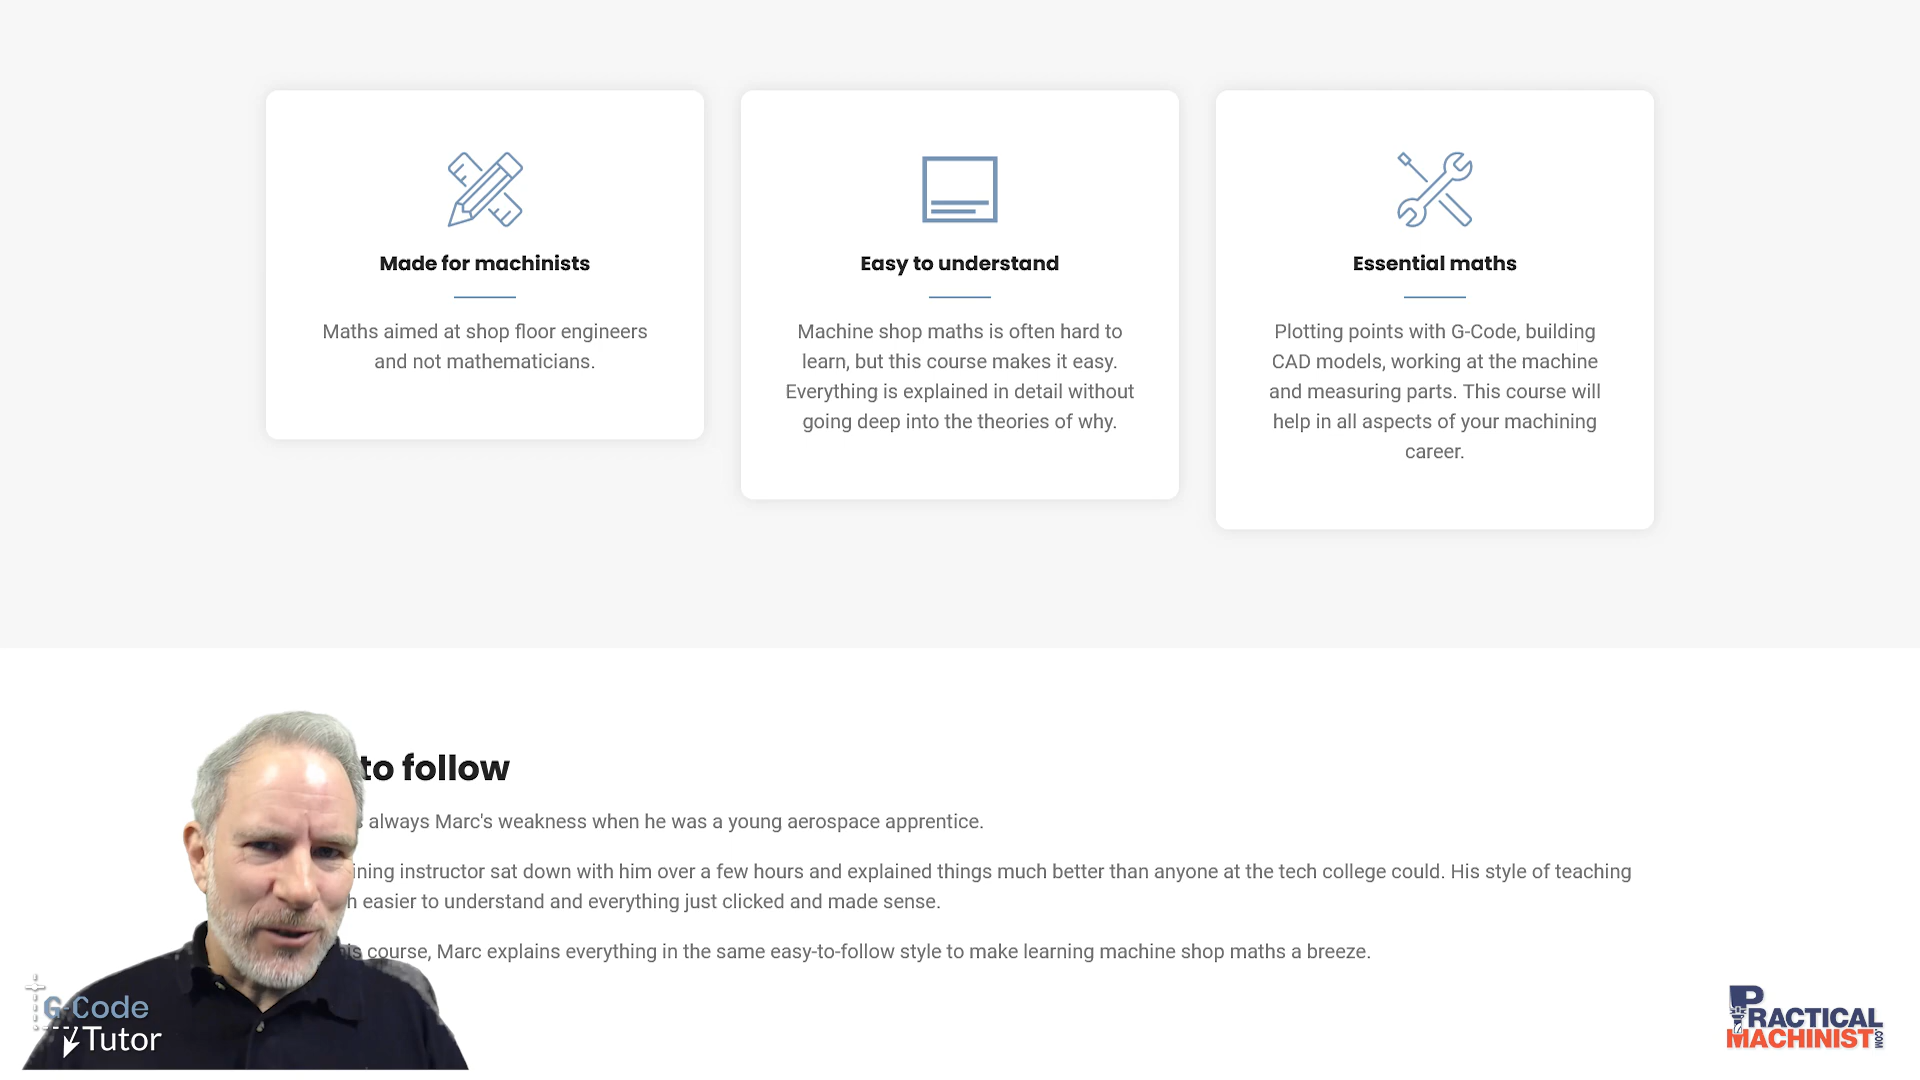 Made for machinists
Maths aimed at shop floor engineers
and not mathematicians.
Easy to understand
Machine shop maths is often hard to
learn, but this course makes it easy.
Everything is explained in detail without
going deep into the theories of why.
Essential maths
Plotting points with G-Code, building
CAD models, working at the machine
and measuring parts. This course will
help in all aspects of your machining
career.
to follow
always Marc's weakness when he was a young aerospace apprentice.
instructor sat down with him over a few hours and explained things much better than anyone at the tech college could. His style of teaching
easier to understand and everything just clicked and made sense.
course, Marc explains everything in the same easy-to-follow style to make learning machine shop maths a breeze.
G-Code
Tutor
PRACTICAL
MACHINIST.COM